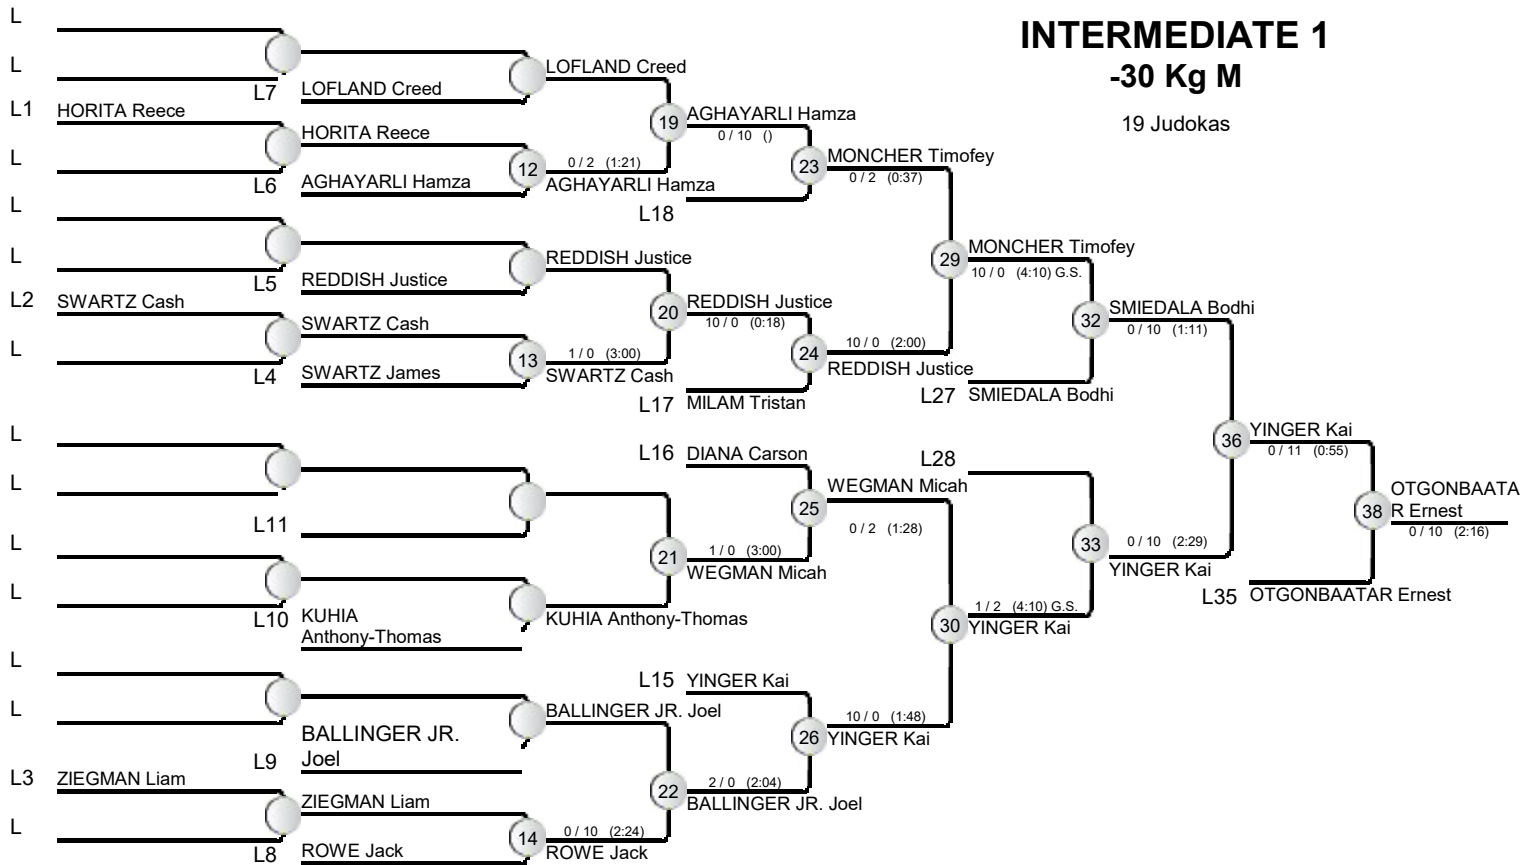 INTERMEDIATE 1
-30 Kg M
19 Judokas
L
L
L7
L1 HORITA Reece
L
L6
L
L
L5
L2 SWARTZ Cash
L
L4
L
L
L11
L
L
L10
L
L
L9
L3 ZIEGMAN Liam
L
L8
LOFLAND Creed
HORITA Reece
AGHAYARLI Hamza
REDDISH Justice
SWARTZ Cash
SWARTZ James
KUHIA
Anthony-Thomas
BALLINGER JR.
Joel
ZIEGMAN Liam
ROWE Jack
LOFLAND Creed
12
0 / 2 (1:21)
AGHAYARLI Hamza
REDDISH Justice
13
1 / 0 (3:00)
SWARTZ Cash
KUHIA Anthony-Thomas
BALLINGER JR. Joel
14
0 / 10 (2:24)
ROWE Jack
19
AGHAYARLI Hamza
0 / 10 ()
L18
20
REDDISH Justice
10 / 0 (0:18)
L17 MILAM Tristan
L16 DIANA Carson
21
1 / 0 (3:00)
WEGMAN Micah
L15 YINGER Kai
22
2 / 0 (2:04)
BALLINGER JR. Joel
23
MONCHER Timofey
0 / 2 (0:37)
24
10 / 0 (2:00)
REDDISH Justice
25
WEGMAN Micah
0 / 2 (1:28)
26
10 / 0 (1:48)
YINGER Kai
29
MONCHER Timofey
10 / 0 (4:10) G.S.
L27 SMIEDALA Bodhi
L28
30
1 / 2 (4:10) G.S.
YINGER Kai
32
SMIEDALA Bodhi
0 / 10 (1:11)
33
0 / 10 (2:29)
YINGER Kai
36
YINGER Kai
0 / 11 (0:55)
L35 OTGONBAATAR Ernest
38
OTGONBAATA
R Ernest
0 / 10 (2:16)